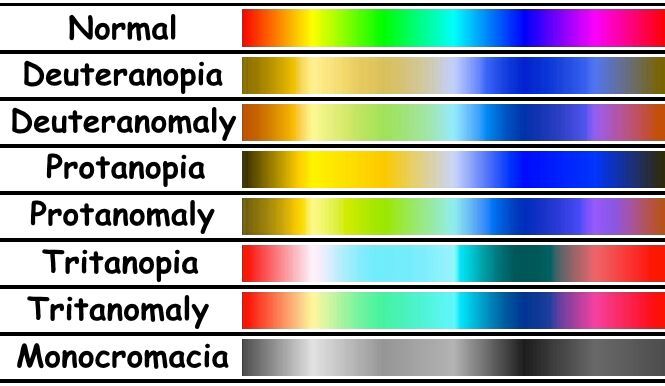 Normal
Deuteranopia
Deuteranomaly
Protanopia
Protanomaly
Tritanopia
Tritanomaly
Monocromacia